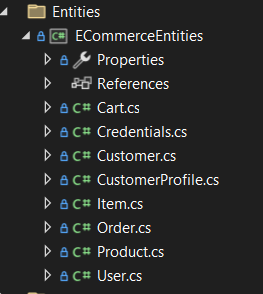 Entities
C# ECommerceEntities
Properties
References
C# Cart.cs
C# Credentials.cs
C# Customer.cs
C# CustomerProfile.cs
C# Item.cs
C# Order.cs
C# Product.cs
C# User.cs